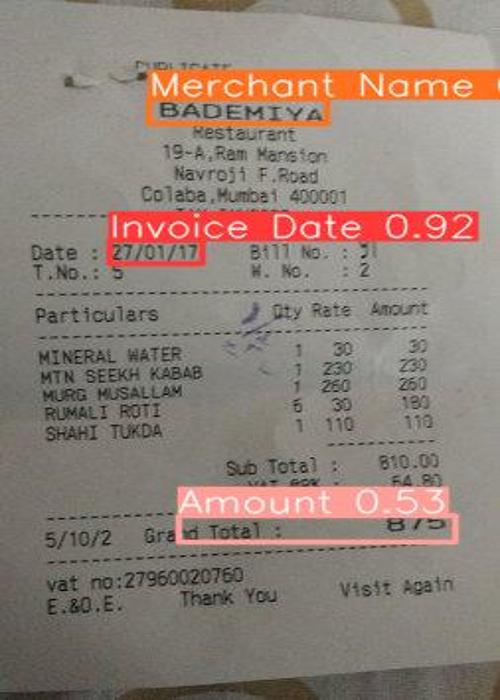 DUPLICATE
Merchant Name
BADEMIYA
Restaurant
19-A,Ram Mansion
Navroji F.Road
Colaba,Mumbai 400001
Invoice Date 0.92
Date : 27/01/17 Bill No. :
T.No.: 5 W. No. : 2
Particulars Qty Rate Amount
MINERAL WATER 1 30 30
MTN SEEKH KABAB 1 230 230
MURG MUSALLAM 1 260 260
RUMALI ROTI 6 30 180
SHAHI TUKDA 1 110 110
Sub Total : 810.00
64.80
Amount 0.53
5/10/2 Grand Total : 875
vat no:27960020760
E.&O.E. Thank You Visit Again